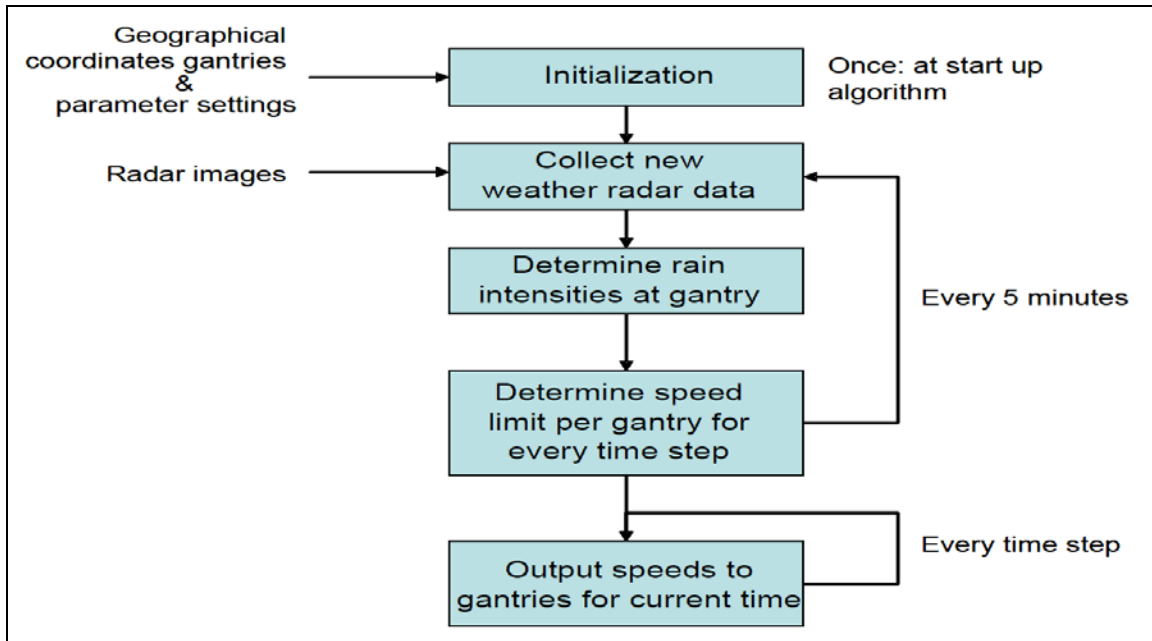 Geographical
coordinates gantries
&
parameter settings
Initialization
Once: at start up
algorithm
Radar images
Collect new
weather radar data
Determine rain
intensities at gantry
Every 5 minutes
Determine speed
limit per gantry for
every time step
Every time step
Output speeds to
gantries for current time